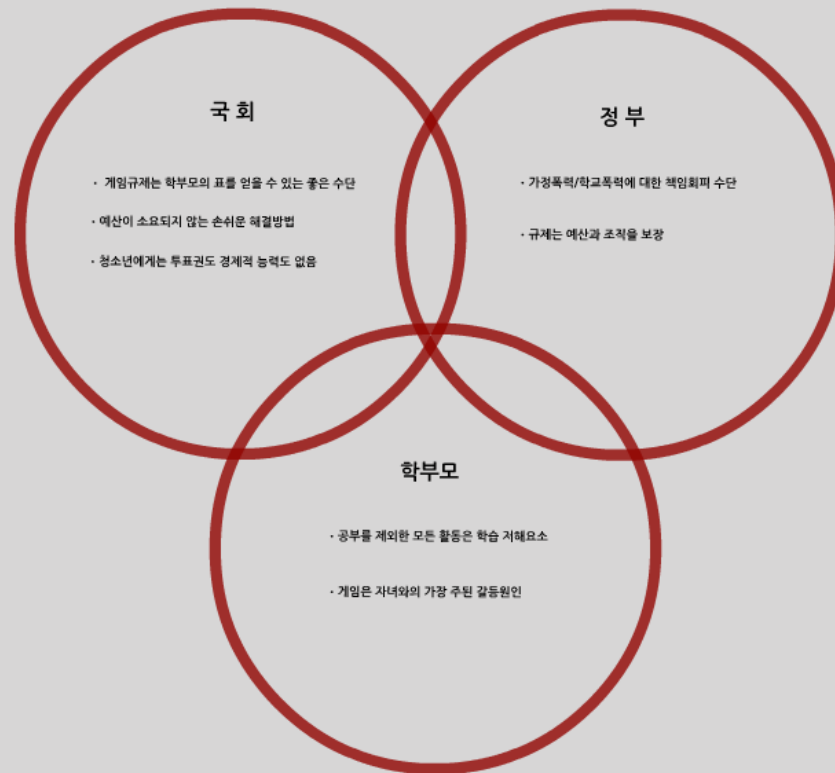 국 회
· 게임규제는 학부모의 표를 얻을 수 있는 좋은 수단
· 예산이 소요되지 않는 손쉬운 해결방법
· 청소년에게는 투표권도 경제적 능력도 없음
정 부
· 가정폭력/학교폭력에 대한 책임회피 수단
· 규제는 예산과 조직을 보장
학부모
· 공부를 제외한 모든 활동은 학습 저해요소
· 게임은 자녀와의 가장 주된 갈등원인